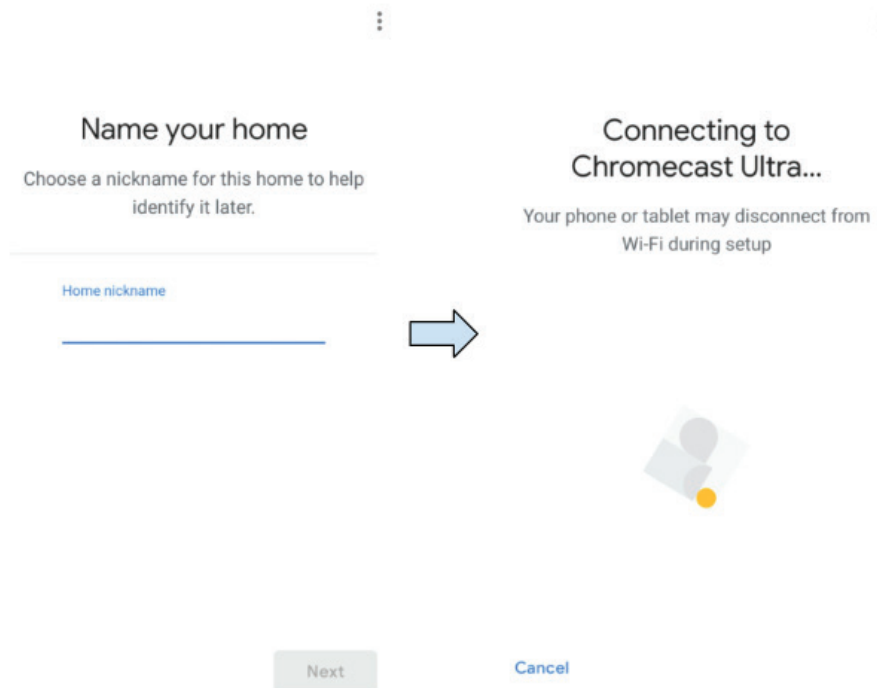 Name your home
Choose a nickname for this home to help
identify it later.
Home nickname
Next
Connecting to
Chromecast Ultra...
Your phone or tablet may disconnect from
Wi-Fi during setup
Cancel